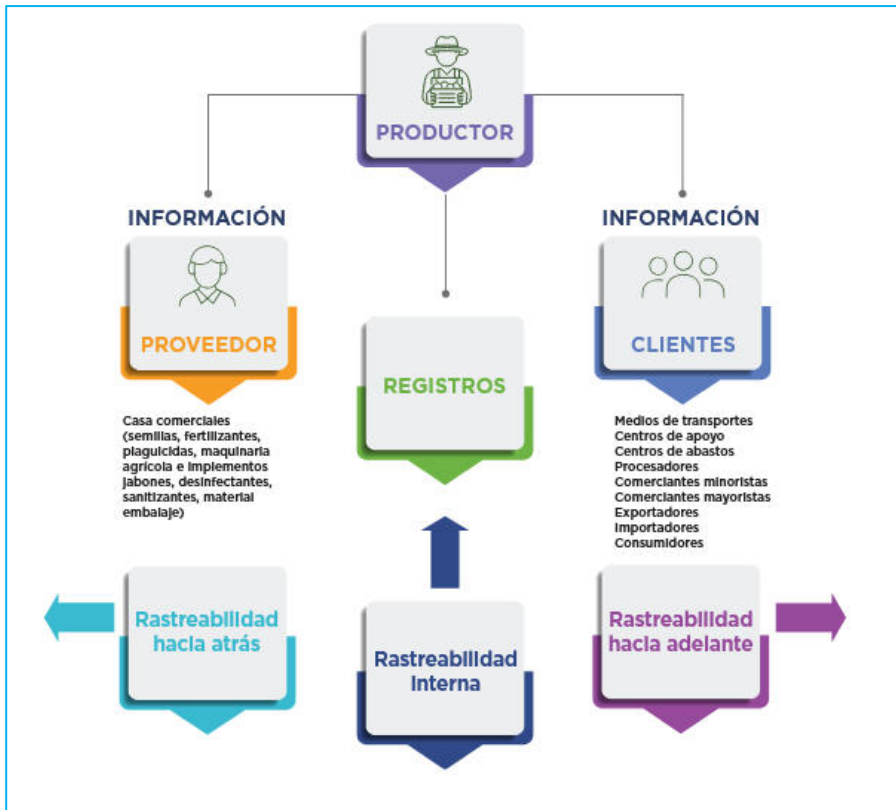 PRODUCTOR
INFORMACIÓN
PROVEEDOR
Casa comerciales
(semillas, fertilizantes,
plaguicidas, maquinaria
agrícola e implementos
jabones, desinfectantes,
sanitizantes, material
embalaje)
REGISTROS
INFORMACIÓN
CLIENTES
Medios de transportes
Centros de apoyo
Centros de abastos
Procesadores
Comerciantes minoristas
Comerciantes mayoristas
Exportadores
Importadores
Consumidores
Rastreabilidad
hacia atrás
Rastreabilidad
Interna
Rastreabilidad
hacia adelante